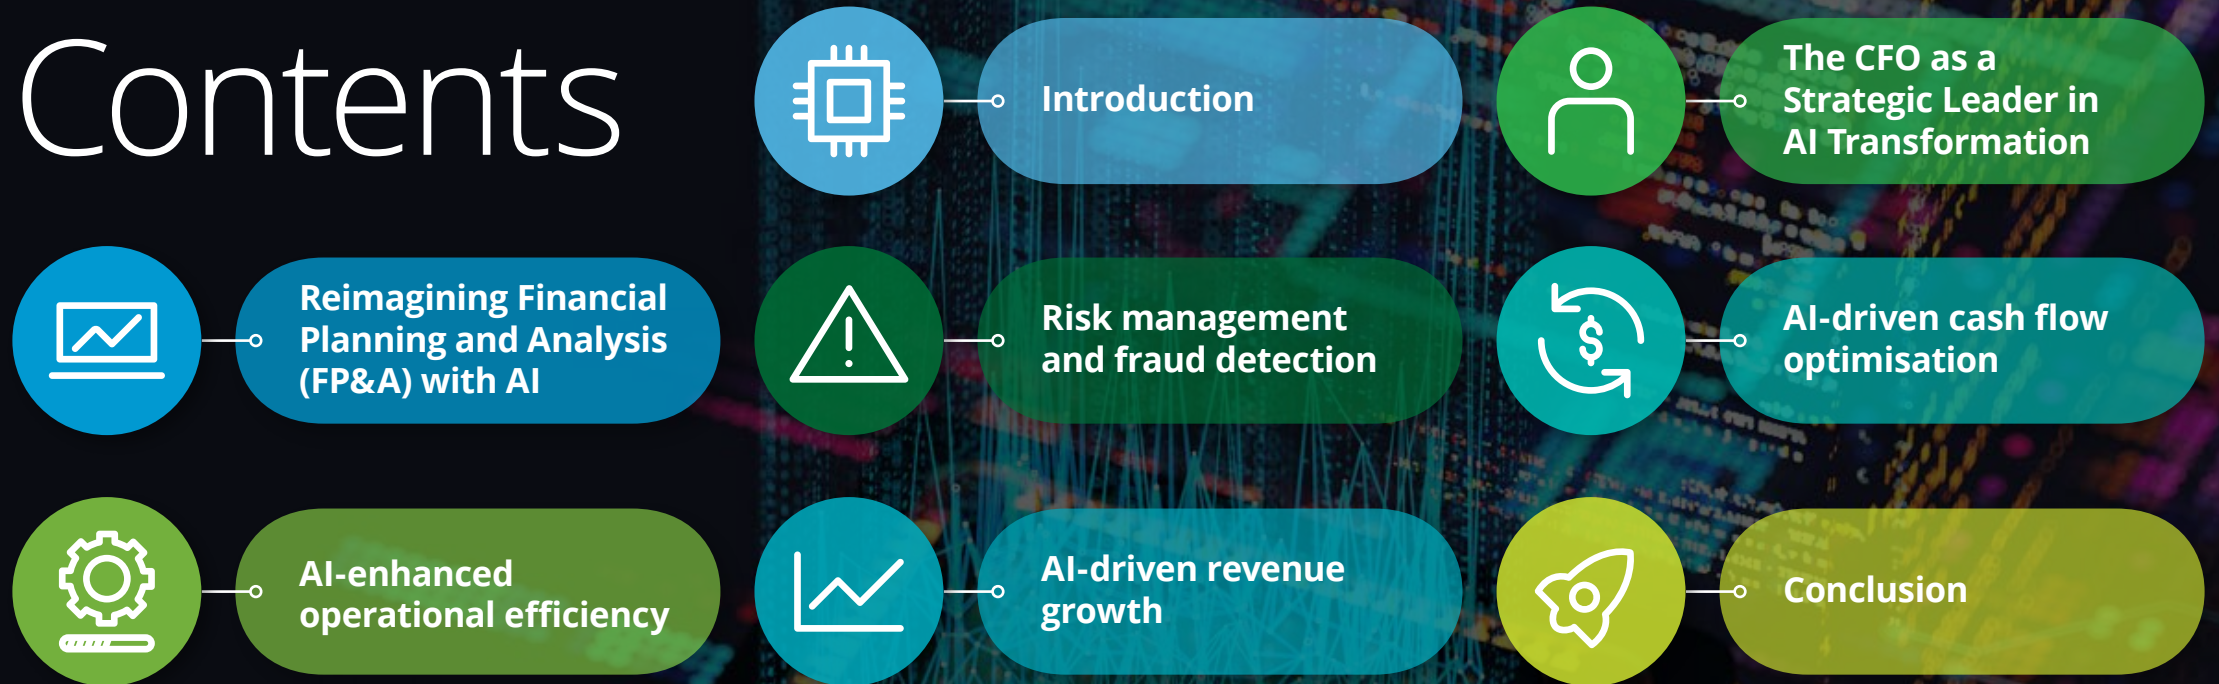 Contents
Introduction
The CFO as a
Strategic Leader in
AI Transformation
Reimagining Financial
Planning and Analysis
(FP&A) with AI
Risk management
and fraud detection
AI-driven cash flow
optimisation
AI-enhanced
operational efficiency
AI-driven revenue
growth
Conclusion